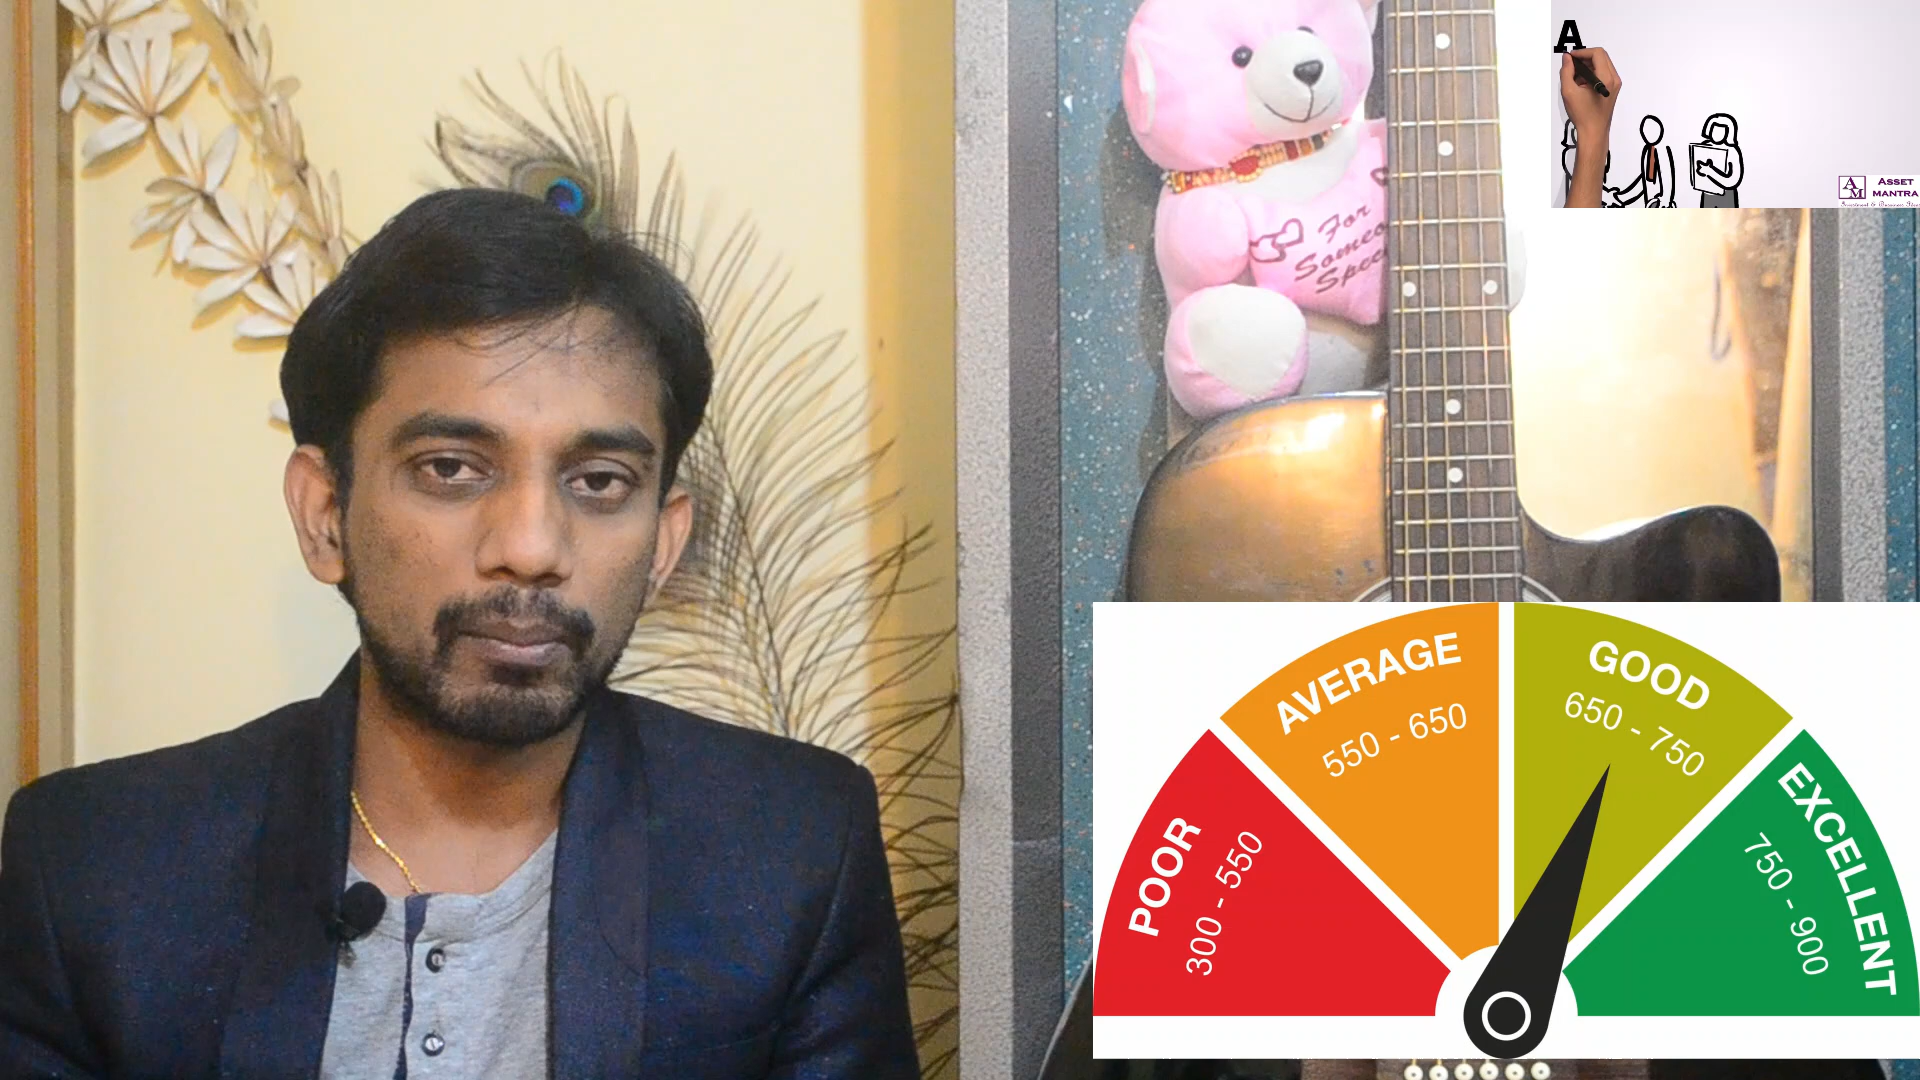 A
ASSET
MANTRA
For
AVERAGE
550 - 650
GOOD
650 - 750
POOR
300 - 550
EXCELLENT
750 - 900